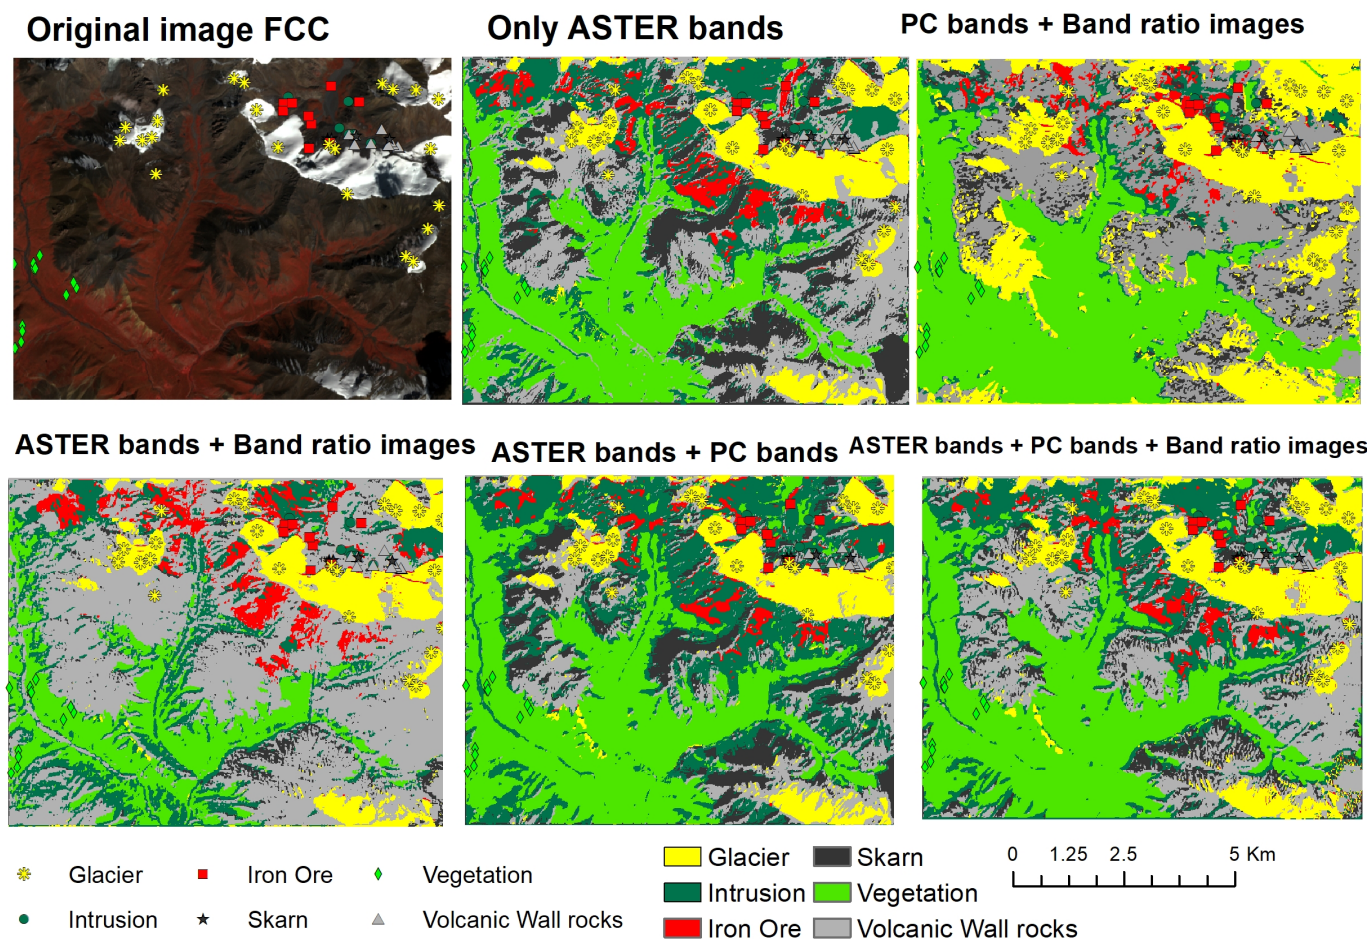 Original image FCC
Only ASTER bands
PC bands + Band ratio images
ASTER bands + Band ratio images
ASTER bands + PC bands
ASTER bands + PC bands + Band ratio images
Glacier
Iron Ore
Vegetation
Intrusion
Skarn
Volcanic Wall rocks
Glacier
Skarn
Intrusion
Vegetation
Iron Ore
Volcanic Wall rocks
0 1.25 2.5 5 Km